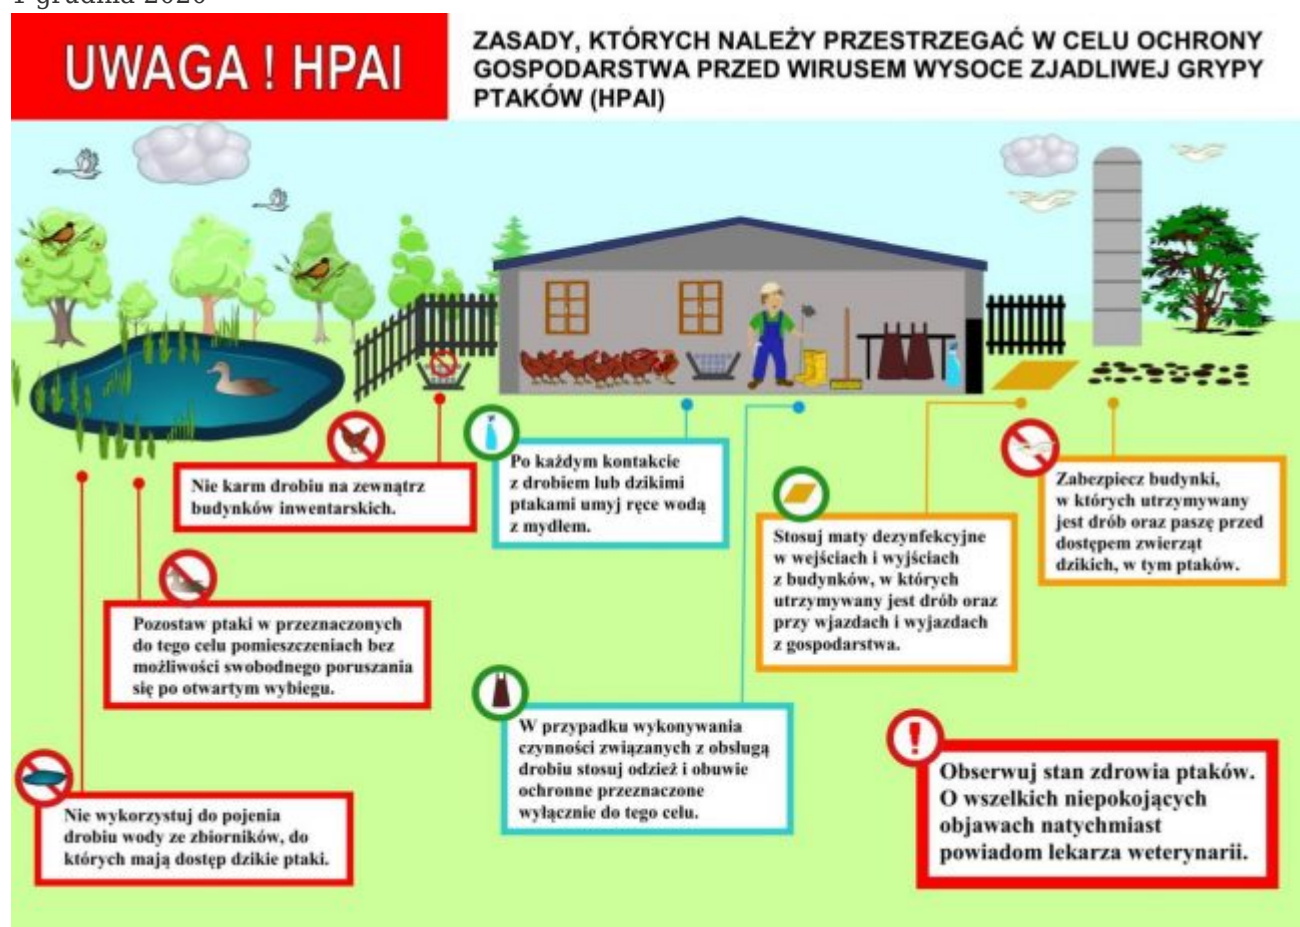 1 grudnia 2020
UWAGA ! HPAI
ZASADY, KTÓRYCH NALEŻY PRZESTRZEGAĆ W CELU OCHRONY
GOSPODARSTWA PRZED WIRUSEM WYSOCE ZJADLIWEJ GRYPY
PTAKÓW (HPAI)
Nie karm drobiu na zewnątrz
budynków inwentarskich.
Po każdym kontakcie
z drobiem lub dzikimi
ptakami umyj ręce wodą
z mydłem.
Stosuj maty dezynfekcyjne
w wejściach i wyjściach
z budynków, w których
utrzymywany jest drób oraz
przy wjazdach i wyjazdach
z gospodarstwa.
Zabezpiecz budynki,
w których utrzymywany
jest drób oraz paszę przed
dostępem zwierząt
dzikich, w tym ptaków.
Pozostaw ptaki w przeznaczonych
do tego celu pomieszczeniach bez
możliwości swobodnego poruszania
się po otwartym wybiegu.
W przypadku wykonywania
czynności związanych z obsługą
drobiu stosuj odzież i obuwie
ochronne przeznaczone
wyłącznie do tego celu.
Nie wykorzystuj do pojenia
drobiu wody ze zbiorników, do
których mają dostęp dzikie ptaki.
Obserwuj stan zdrowia ptaków.
O wszelkich niepokojących
objawach natychmiast
powiadom lekarza weterynarii.